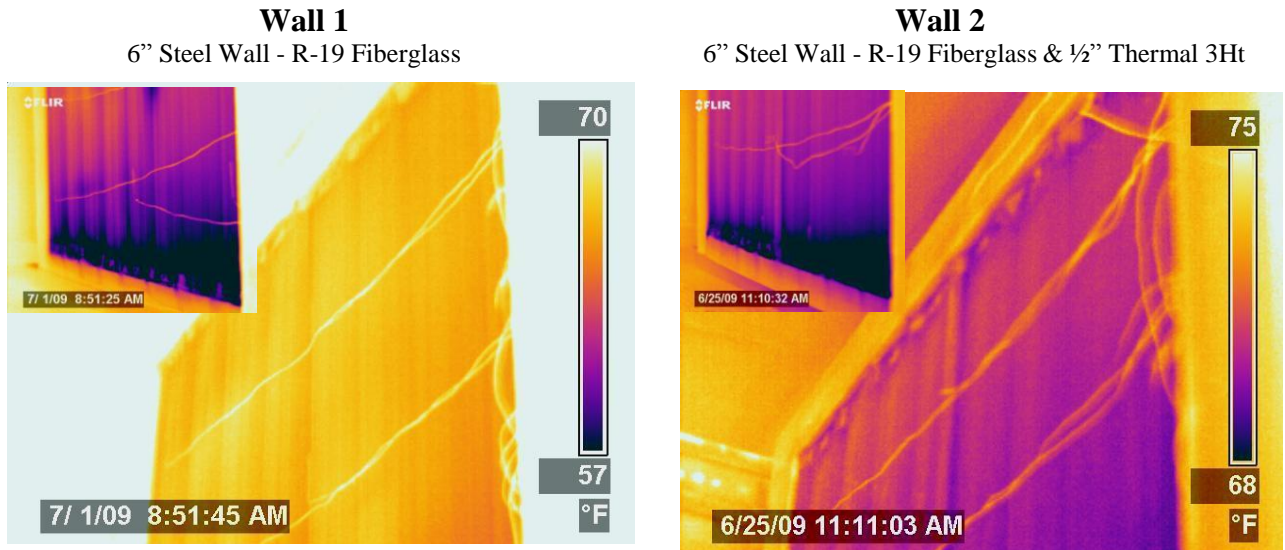 Wall 1
6” Steel Wall - R-19 Fiberglass
FLIR
7/ 1/09 8:51:25 AM
70
57
°F
7/ 1/09 8:51:45 AM
Wall 2
6” Steel Wall - R-19 Fiberglass & ½” Thermal 3Ht
FLIR
6/25/09 11:10:32 AM
75
68
°F
6/25/09 11:11:03 AM